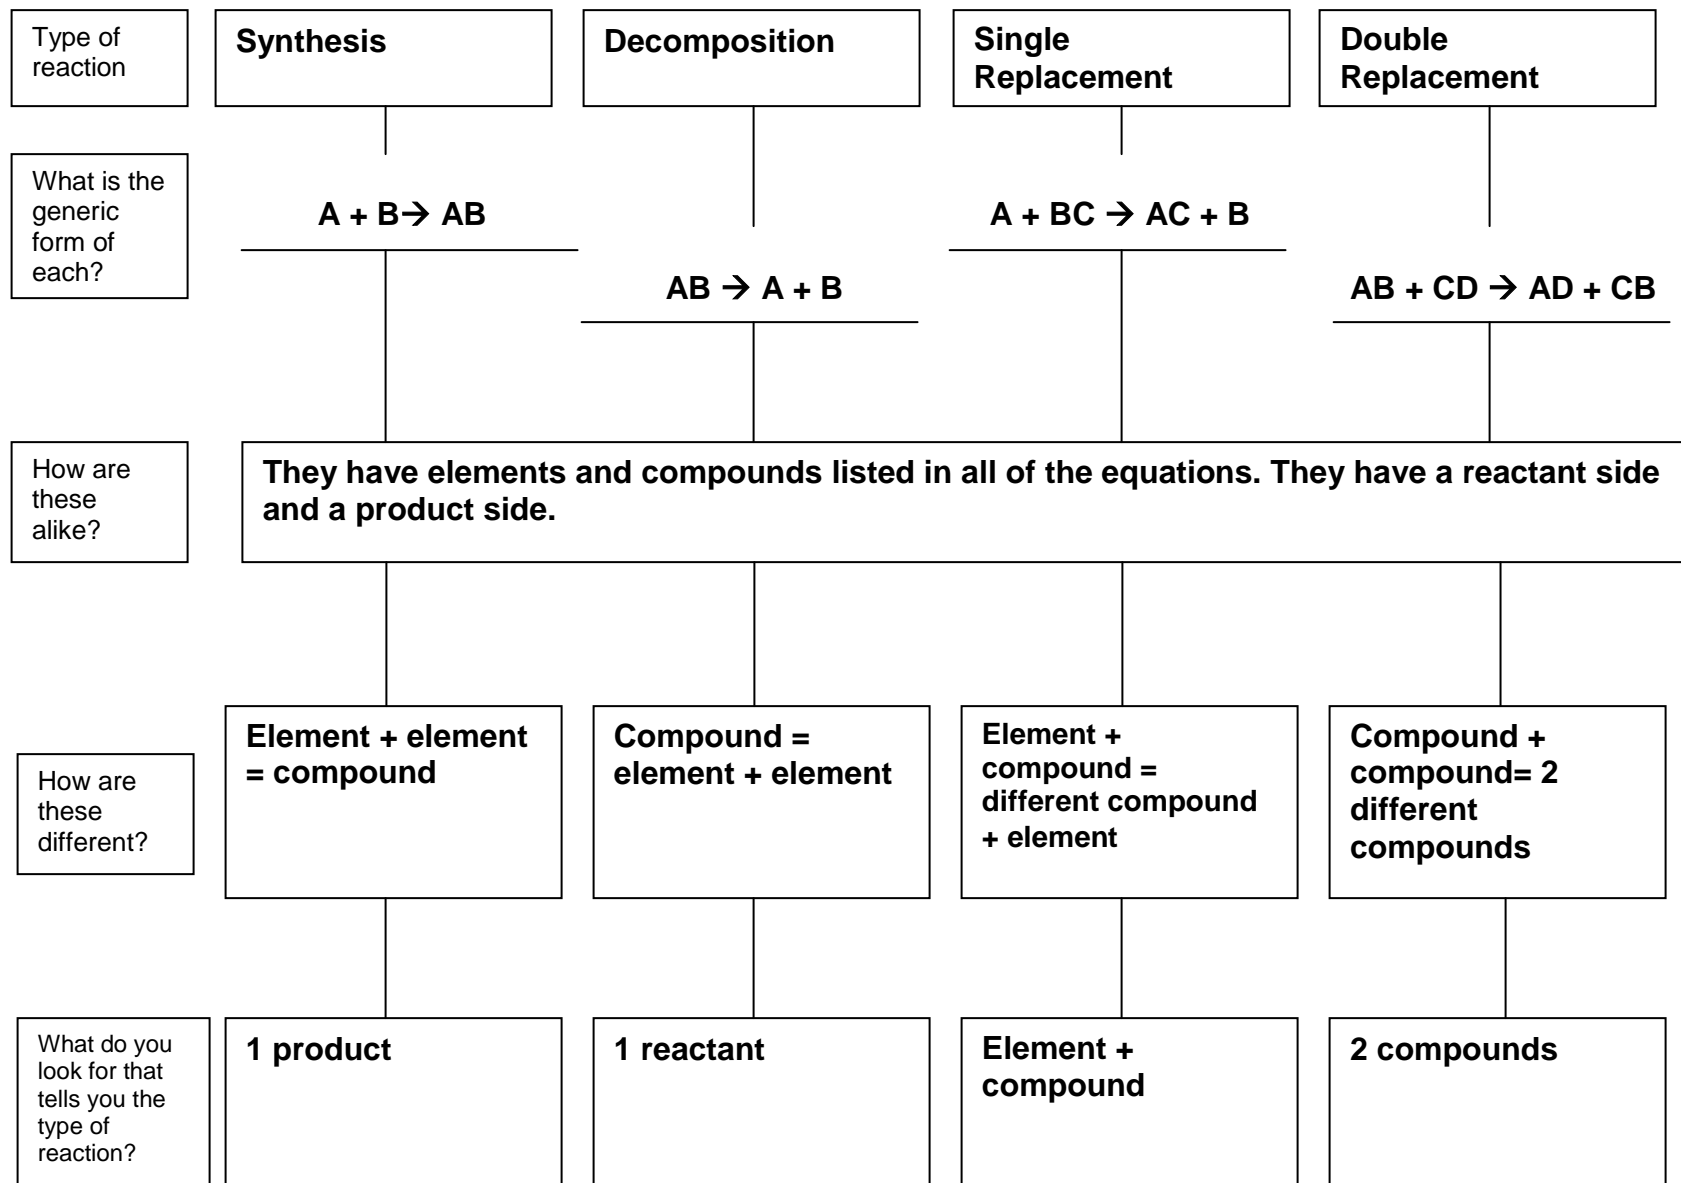 Type of
reaction
Synthesis
Decomposition
Single
Replacement
Double
Replacement
What is the
generic
form of
each?
A + B→ AB
AB → A + B
A + BC → AC + B
AB + CD → AD + CB
How are
these
alike?
They have elements and compounds listed in all of the equations. They have a reactant side
and a product side.
How are
these
different?
Element + element
= compound
Compound =
element + element
Element +
compound =
different compound
+ element
Compound +
compound= 2
different
compounds
What do you
look for that
tells you the
type of
reaction?
1 product
1 reactant
Element +
compound
2 compounds